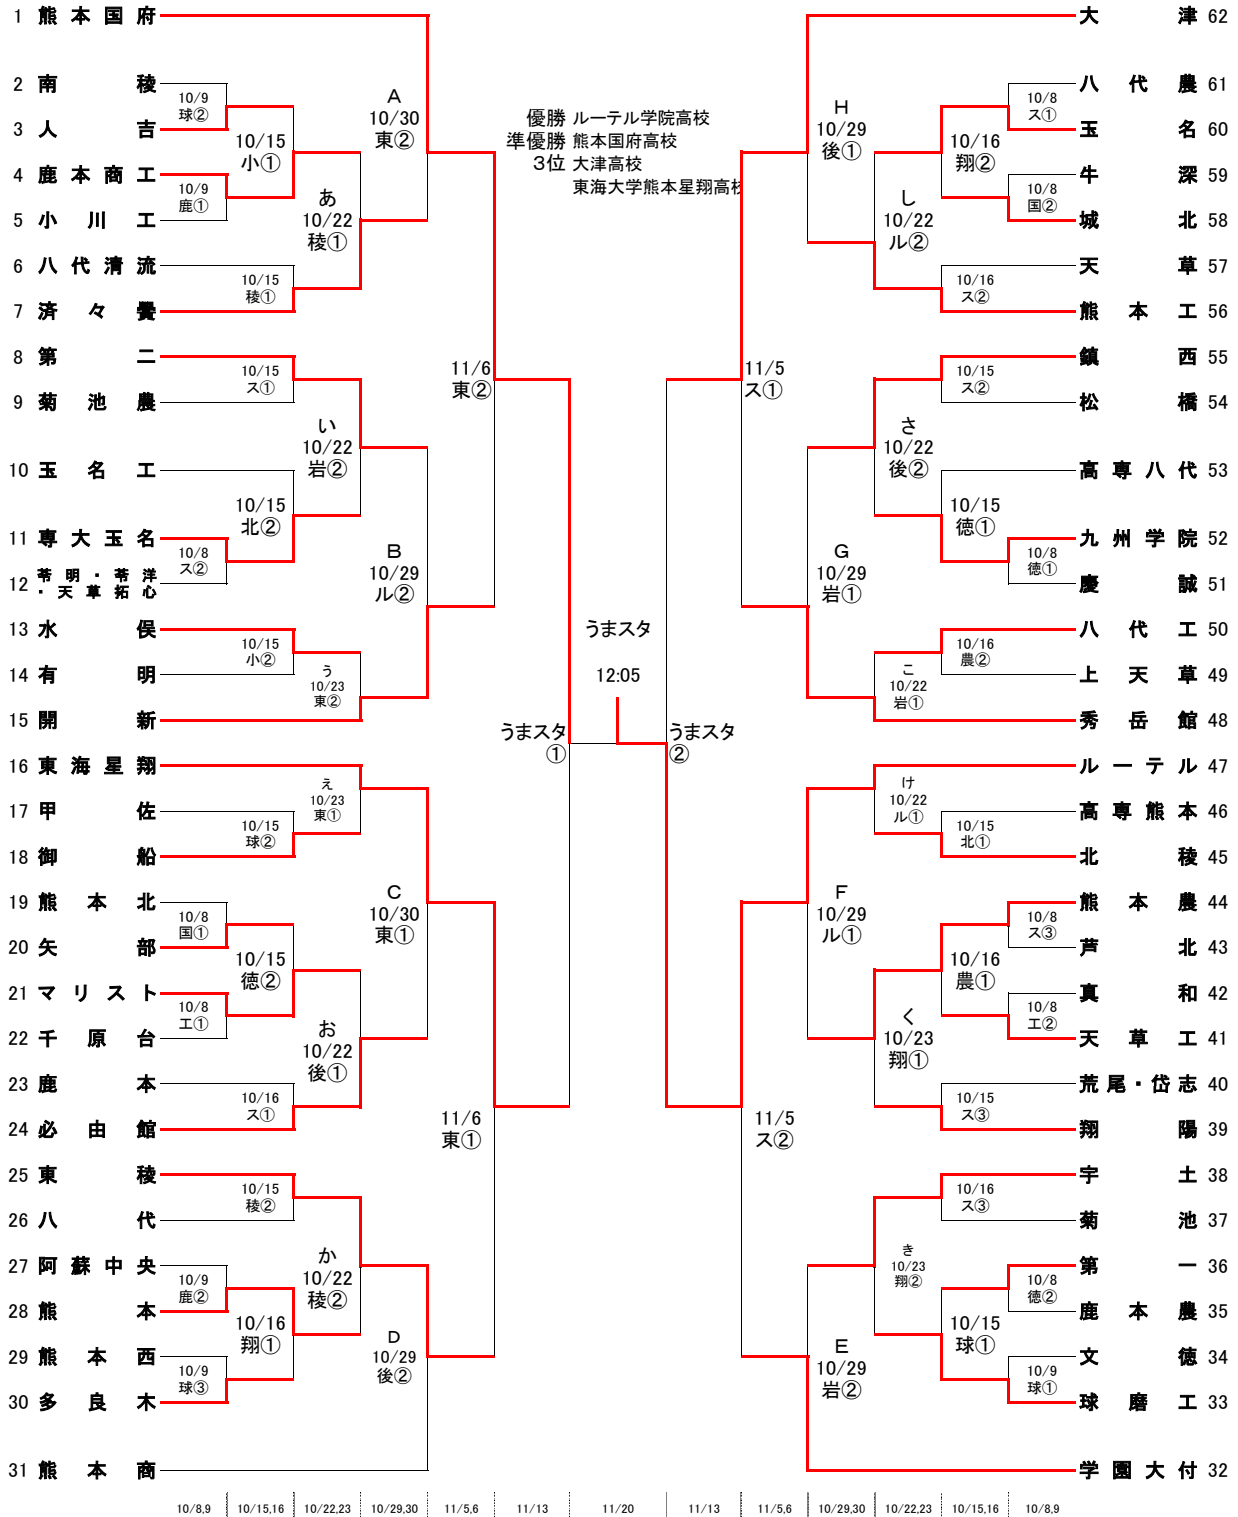 1 熊本国府
2 南稜
3 人吉
4 鹿本商工
5 小川工
6 八代清流
7 済々黌
8 第二
9 菊池農
10 玉名工
11 専大玉名
12 苓明・苓洋
・天草拓心
13 水俣
14 有明
15 開新
16 東海星翔
17 甲佐
18 御船
19 熊本北
20 矢部
21 マリスト
22 千原台
23 鹿本
24 必由館
25 東稜
26 八代
27 阿蘇中央
28 熊本
29 熊本西
30 多良木
31 熊本商
10/9
球②
10/9
鹿①
10/8
ス②
10/8
国①
10/8
工①
10/9
鹿②
10/9
球③
10/15
小①
10/15
稜①
10/15
ス①
10/15
北②
10/15
小②
10/15
球②
10/15
徳②
10/16
ス①
10/15
稜②
10/16
翔①
あ
10/22
稜①
い
10/22
岩②
う
10/23
東②
え
10/23
東①
お
10/22
後①
か
10/22
稜②
A
10/30
東②
B
10/29
ル②
C
10/30
東①
D
10/29
後②
11/6
東②
11/6
東①
優勝 ルーテル学院高校
準優勝 熊本国府高校
3位 大津高校
東海大学熊本星翔高校
うまスタ
12:05
うまスタ
①
うまスタ
②
11/5
ス①
11/5
ス②
H
10/29
後①
G
10/29
岩①
F
10/29
ル①
E
10/29
岩②
し
10/22
ル②
さ
10/22
後②
こ
10/22
岩①
け
10/22
ル①
く
10/23
翔①
き
10/23
翔②
10/16
翔②
10/16
ス②
10/15
ス②
10/15
徳①
10/16
農②
10/15
北①
10/16
農①
10/15
ス③
10/16
ス③
10/15
球①
10/8
ス①
10/8
国②
10/8
徳①
10/8
ス③
10/8
工②
10/8
徳②
10/9
球①
大津 62
八代農 61
玉名 60
牛深 59
城北 58
天草 57
熊本工 56
鎮西 55
松橋 54
高専八代 53
九州学院 52
慶誠 51
八代工 50
上天草 49
秀岳館 48
ルーテル 47
高専熊本 46
北稜 45
熊本農 44
芦北 43
真和 42
天草工 41
荒尾・岱志 40
翔陽 39
宇土 38
菊池 37
第一 36
鹿本農 35
文徳 34
球磨工 33
学園大付 32
10/8,9 10/15,16 10/22,23 10/29,30 11/5,6 11/13 11/20 11/13 11/5,6 10/29,30 10/22,23 10/15,16 10/8,9